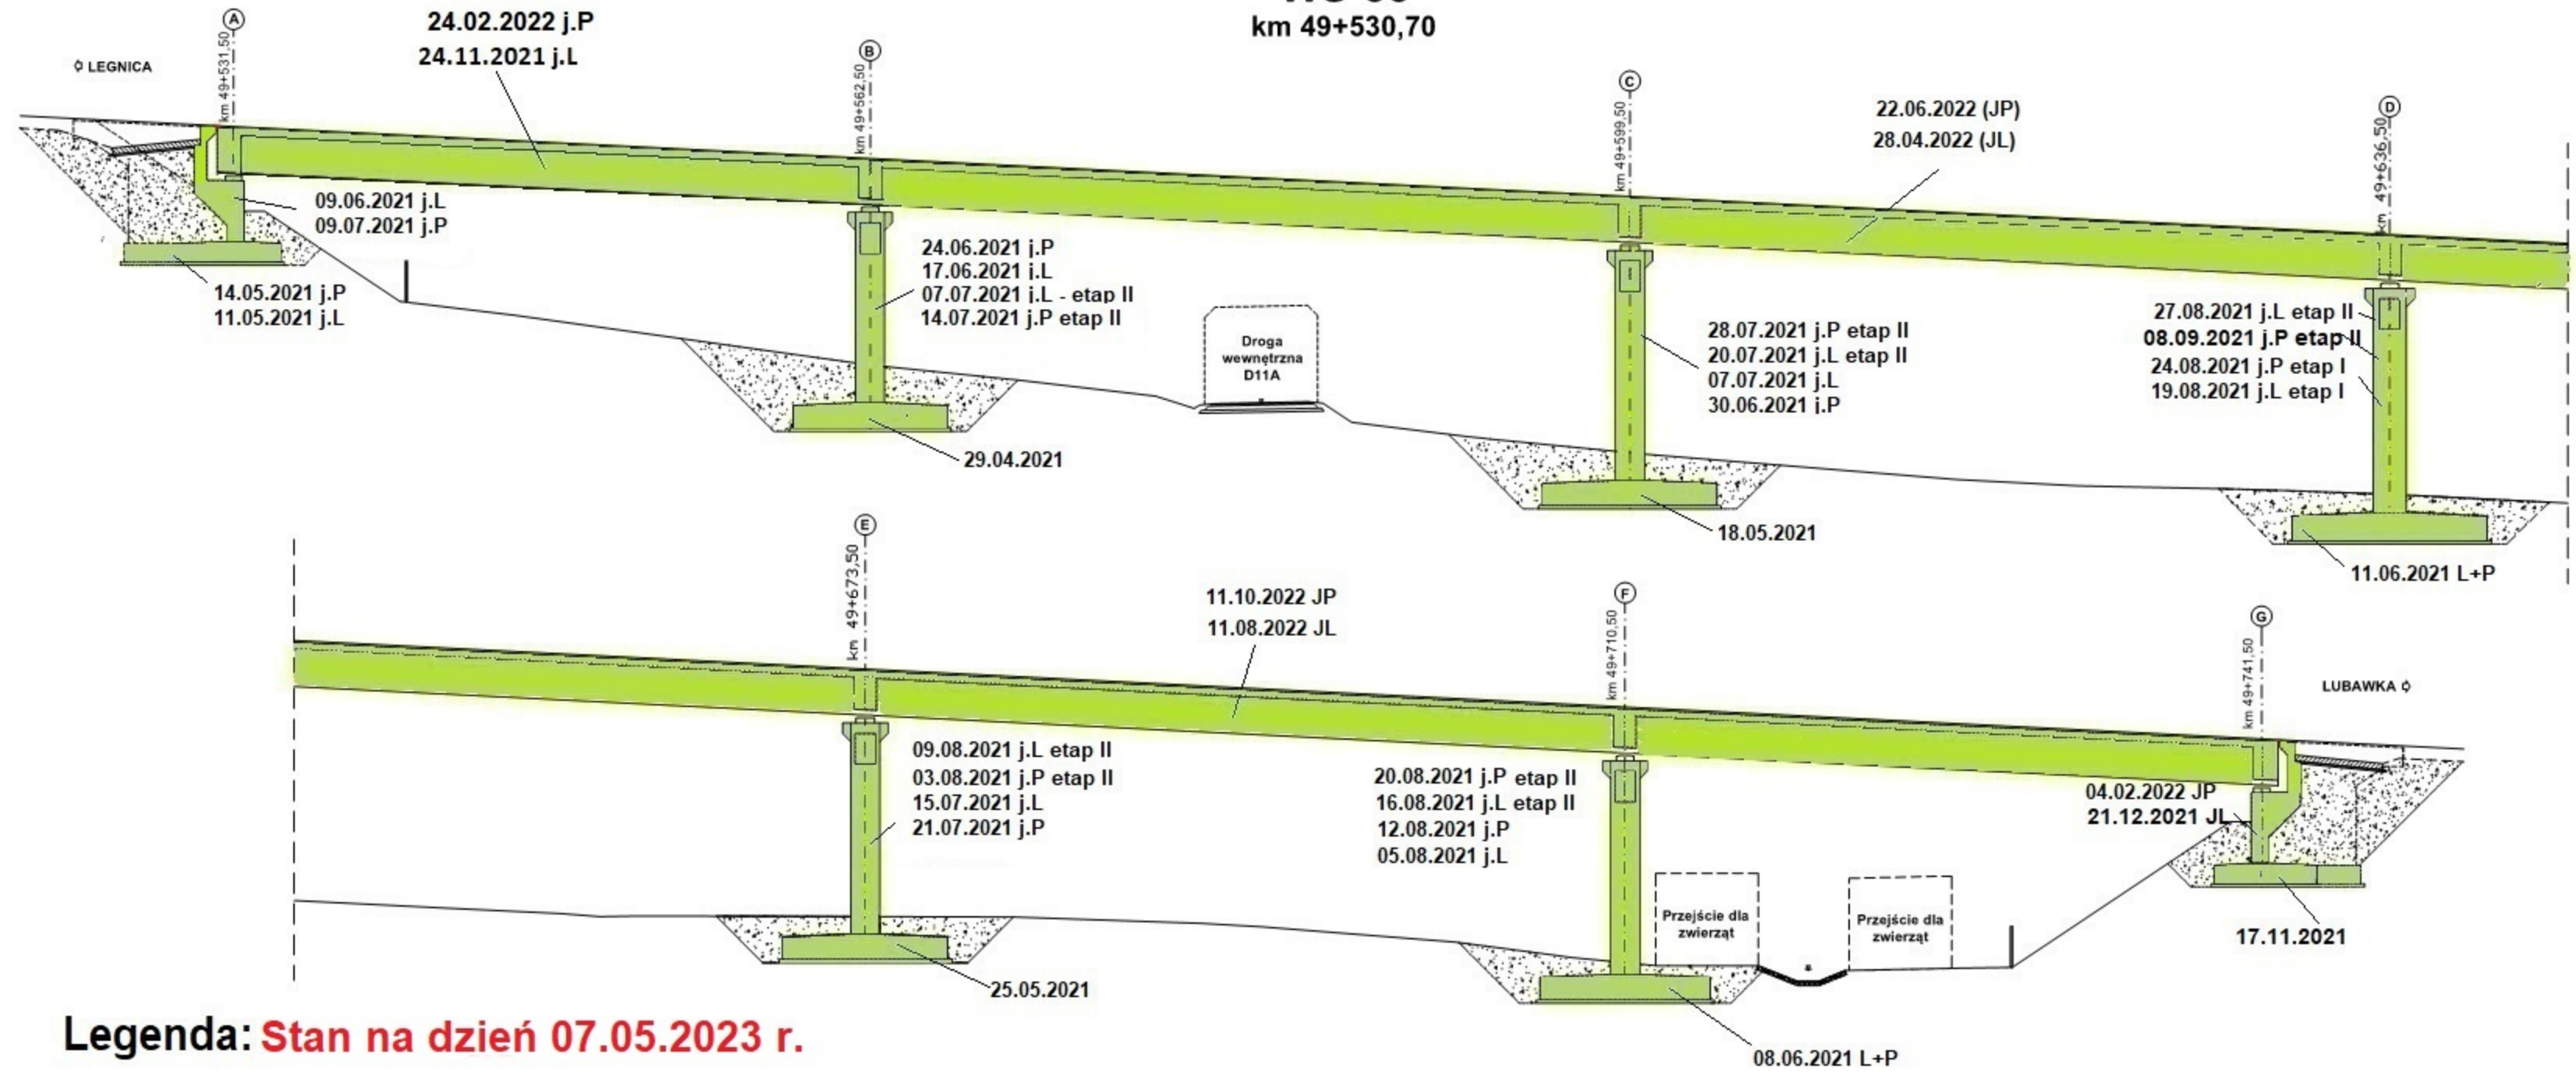 km 49+530,70
A
B
C
D
km 49+531,50
km 49+562,50
km 49+599,50
km 49+636,50
LEGNICA
24.02.2022 j.P
24.11.2021 j.L
22.06.2022 (JP)
28.04.2022 (JL)
09.06.2021 j.L
09.07.2021 j.P
14.05.2021 j.P
11.05.2021 j.L
24.06.2021 j.P
17.06.2021 j.L
07.07.2021 j.L - etap II
14.07.2021 j.P etap II
29.04.2021
Droga
wewnętrzna
D11A
28.07.2021 j.P etap II
20.07.2021 j.L etap II
07.07.2021 j.L
30.06.2021 j.P
18.05.2021
27.08.2021 j.L etap II
08.09.2021 j.P etap II
24.08.2021 j.P etap I
19.08.2021 j.L etap I
11.06.2021 L+P
E
F
G
km 49+673,50
km 49+710,50
km 49+741,50
11.10.2022 JP
11.08.2022 JL
LUBAWKA
09.08.2021 j.L etap II
03.08.2021 j.P etap II
15.07.2021 j.L
21.07.2021 j.P
25.05.2021
20.08.2021 j.P etap II
16.08.2021 j.L etap II
12.08.2021 j.P
05.08.2021 j.L
Przejście dla
zwierząt
Przejście dla
zwierząt
04.02.2022 JP
21.12.2021 JL
17.11.2021
08.06.2021 L+P
Legenda: Stan na dzień 07.05.2023 r.